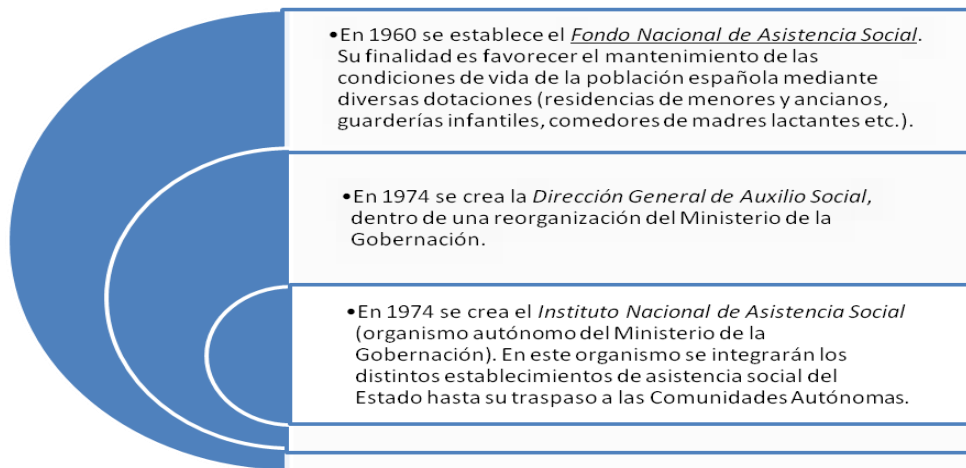 •En 1960 se establece el Fondo Nacional de Asistencia Social.
Su finalidad es favorecer el mantenimiento de las
condiciones de vida de la población española mediante
diversas dotaciones (residencias de menores y ancianos,
guarderías infantiles, comedores de madres lactantes etc.).
•En 1974 se crea la Dirección General de Auxilio Social,
dentro de una reorganización del Ministerio de la
Gobernación.
•En 1974 se crea el Instituto Nacional de Asistencia Social
(organismo autónomo del Ministerio de la
Gobernación). En este organismo se integrarán los
distintos establecimientos de asistencia social del
Estado hasta su traspaso a las Comunidades Autónomas.